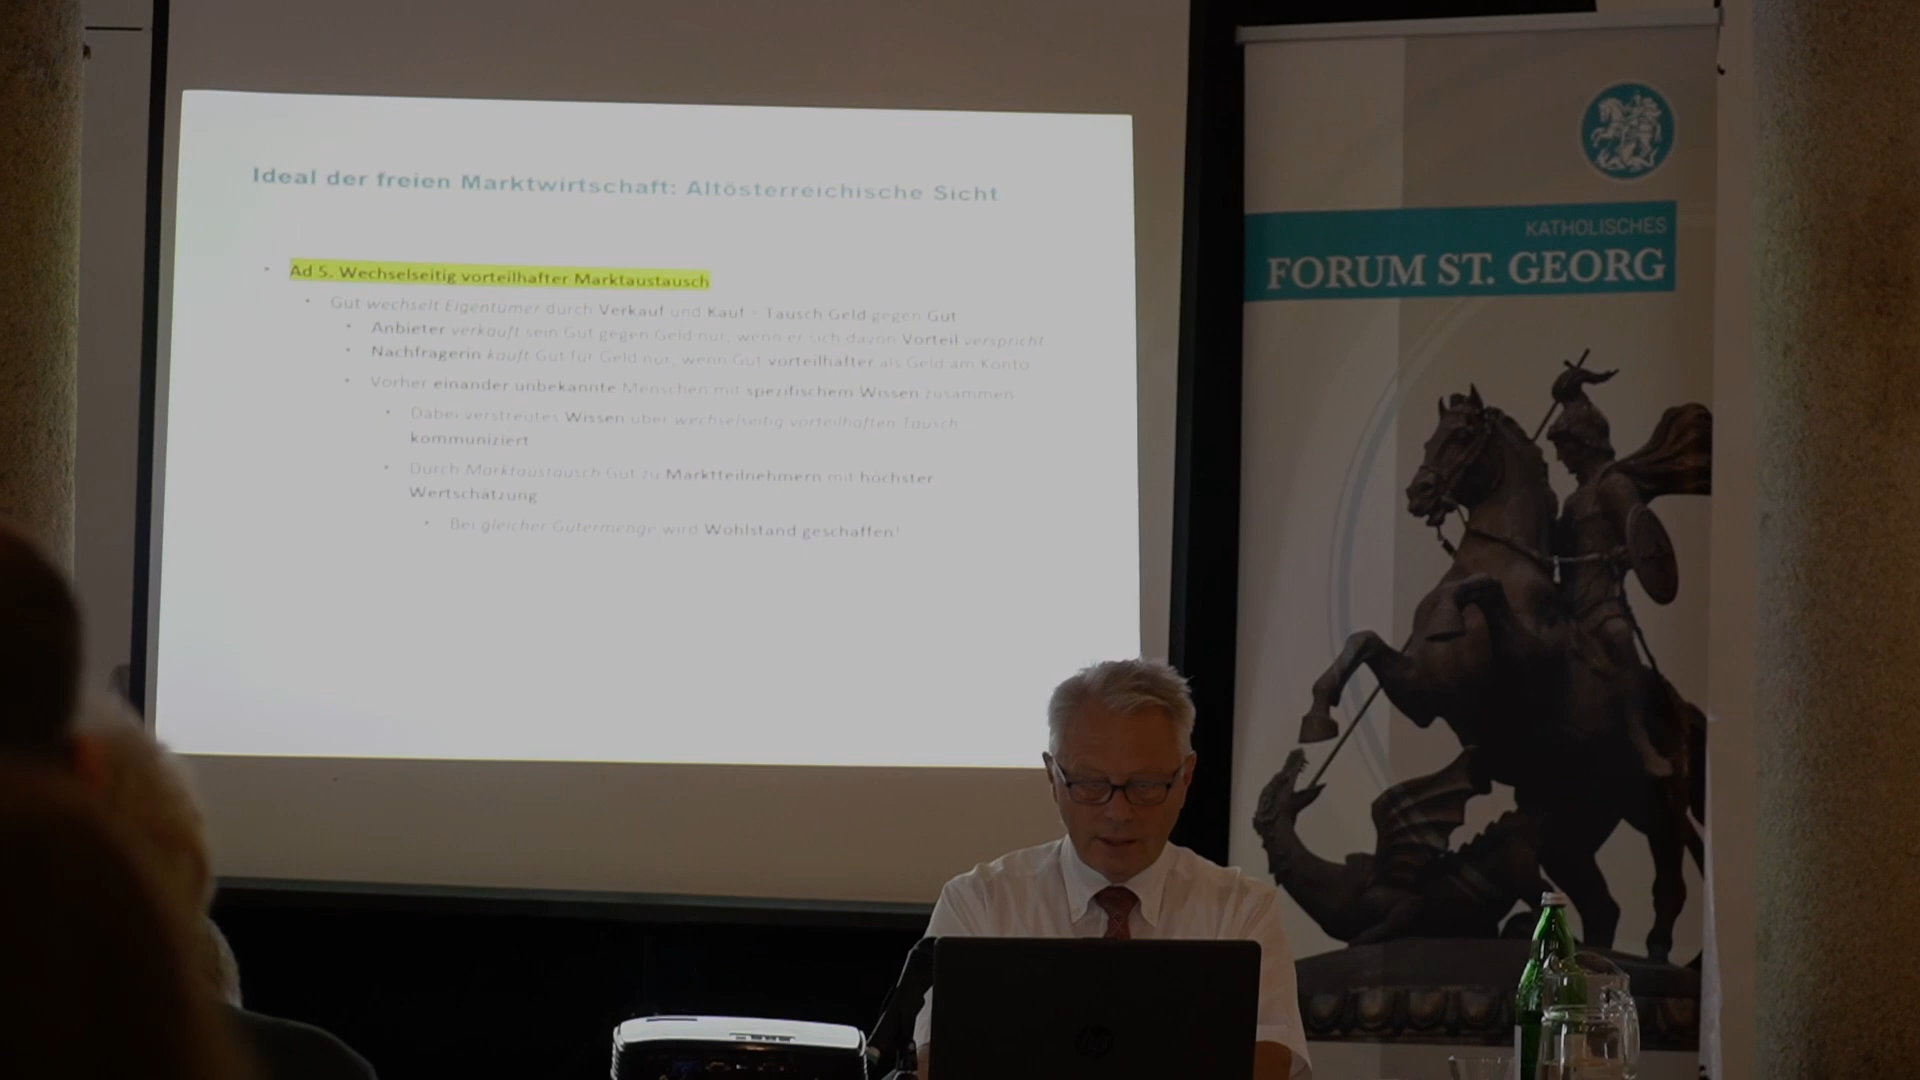 Ideal der freien Marktwirtschaft: Altösterreichische Sicht
Ad 5. Wechselseitig vorteilhafter Marktaustausch
Gut wechselt Eigentümer durch Verkauf und Kauf – Tausch Geld gegen Gut
Anbieter verkauft sein Gut gegen Geld nur, wenn er sich davon Vorteil verspricht
Nachfragerin kauft Gut für Geld nur, wenn Gut vorteilhafter als Geld am Konto
Vorher einander unbekannte Menschen mit spezifischem Wissen zusammen
Dabei verstreutes Wissen über wechselseitig vorteilhaften Tausch
kommuniziert
Durch Marktaustausch Gut zu Marktteilnehmern mit höchster
Wertschätzung
Bei gleicher Gütermenge wird Wohlstand geschaffen!
KATHOLISCHES
FORUM ST. GEORG